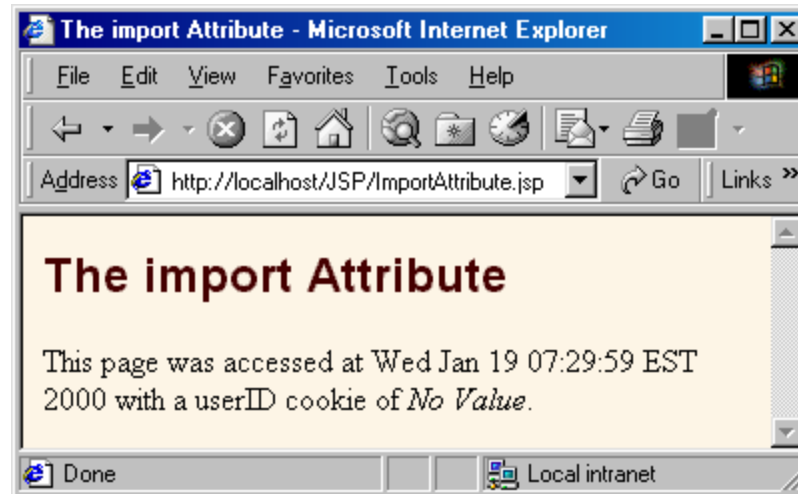 The import Attribute - Microsoft Internet Explorer
File Edit View Favorites Tools Help
Address http://localhost/JSP/ImportAttribute.jsp Go Links »
The import Attribute
This page was accessed at Wed Jan 19 07:29:59 EST
2000 with a userID cookie of No Value.
Done Local intranet